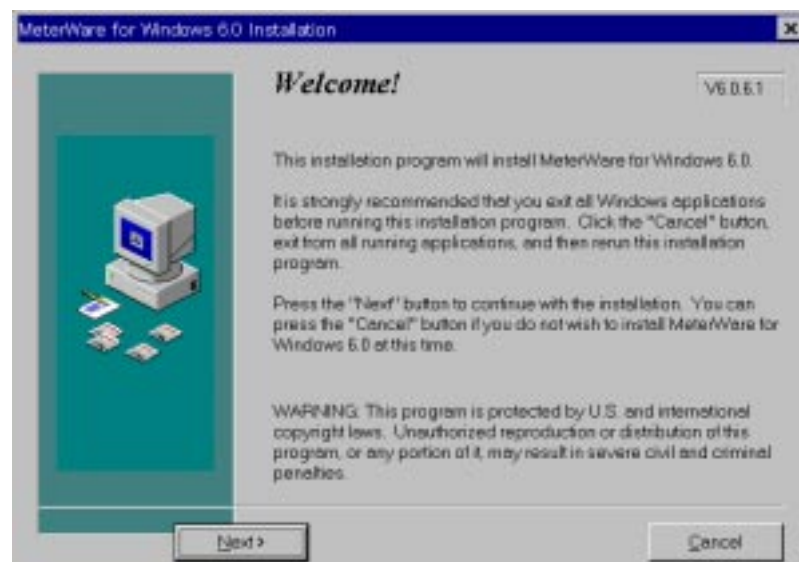 MeterWare for Windows 6.0 Installation
Welcome!
V6.0.6.1
This installation program will install MeterWare for Windows 6.0.
It is strongly recommended that you exit all Windows applications
before running this installation program. Click the "Cancel" button,
exit from all running applications, and then rerun this installation
program.
Press the "Next" button to continue with the installation. You can
press the "Cancel" button if you do not wish to install MeterWare for
Windows 6.0 at this time.
WARNING: This program is protected by U.S. and international
copyright laws. Unauthorized reproduction or distribution of this
program, or any portion of it, may result in severe civil and criminal
penalties.
Next >
Cancel